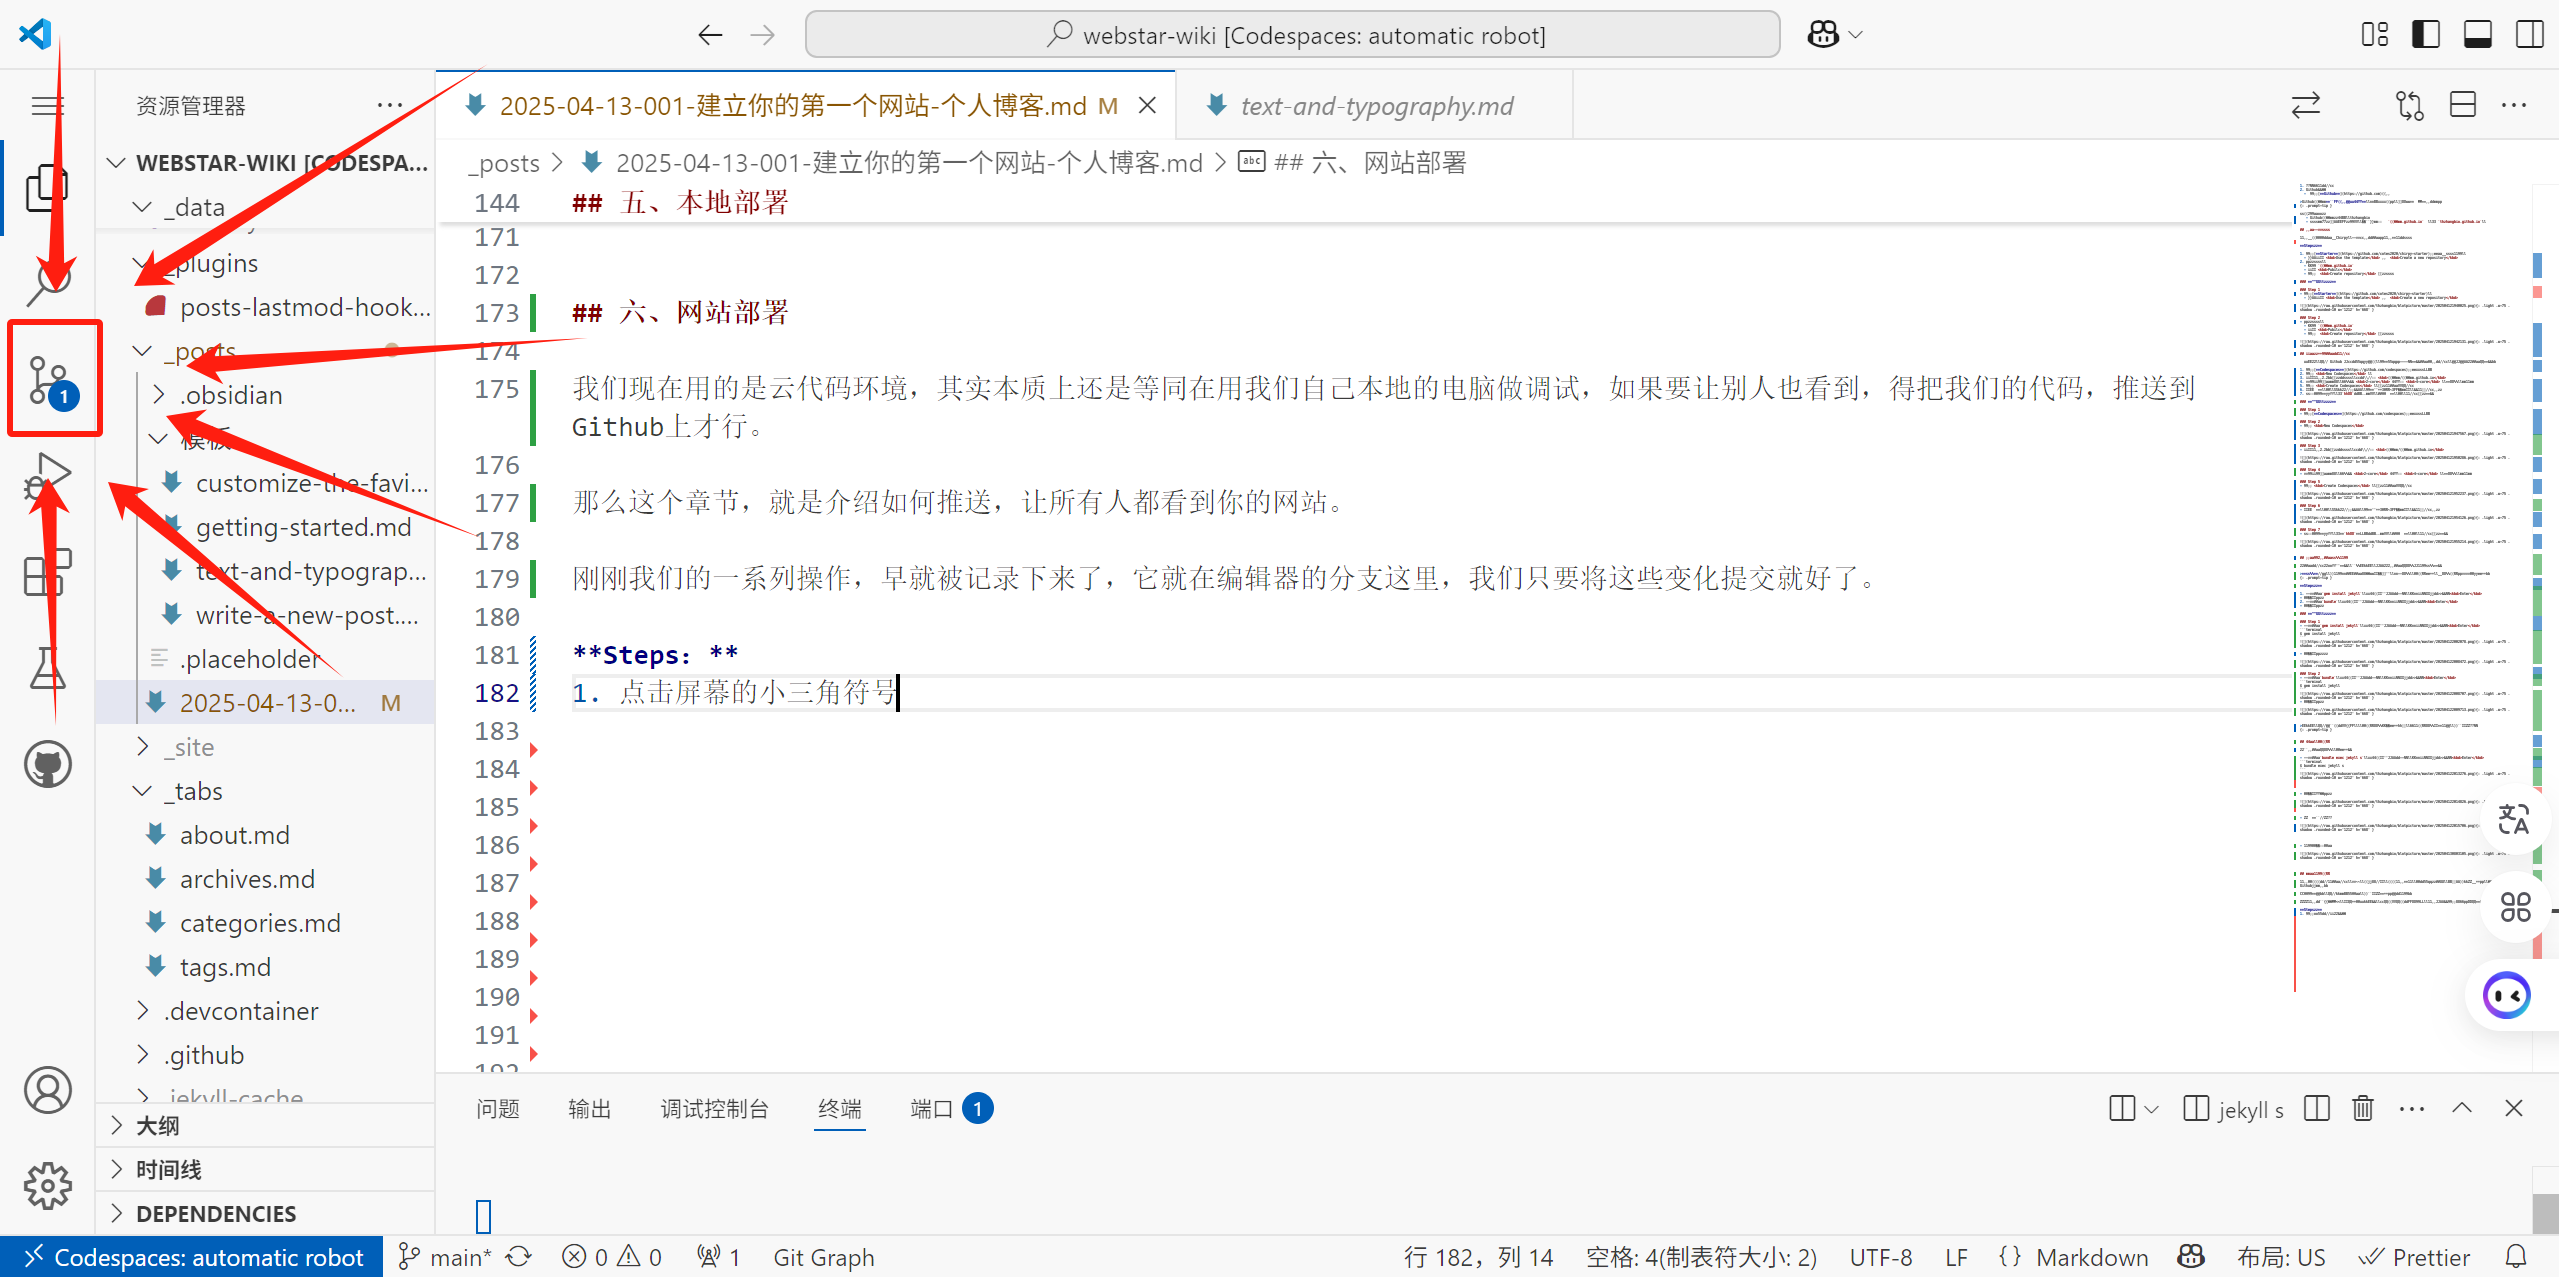 webstar-wiki [Codespaces: automatic robot]
资源管理器
2025-04-13-001-建立你的第一个网站-个人博客.md M
text-and-typography.md
WEBSTAR-WIKI [CODESPA...
_data
_plugins
posts-lastmod-hook...
_posts
1
.obsidian
模板
customize-the-favi...
getting-started.md
text-and-typograp...
write-a-new-post....
.placeholder
2025-04-13-0... M
_site
_tabs
about.md
archives.md
categories.md
tags.md
.devcontainer
.github
.jekyll-cache
大纲
时间线
DEPENDENCIES
_posts > 2025-04-13-001-建立你的第一个网站-个人博客.md > abc ## 六、网站部署
144 ## 五、本地部署
171
172
173 ## 六、网站部署
174
175 我们现在用的是云代码环境，其实本质上还是等同在用我们自己本地的电脑做调试，如果要让别人也看到，得把我们的代码，推送到
Github上才行。
176
177 那么这个章节，就是介绍如何推送，让所有人都看到你的网站。
178
179 刚刚我们的一系列操作，早就被记录下来了，它就在编辑器的分支这里，我们只要将这些变化提交就好了。
180
181 **Steps: **
182 1. 点击屏幕的小三角符号
183
184
185
186
187
188
189
190
191
192
问题 输出 调试控制台 终端 端口 1
jekyll s
Codespaces: automatic robot main* 0 0 1 Git Graph
行 182，列 14 空格: 4(制表符大小: 2) UTF-8 LF {} Markdown 布局: US Prettier